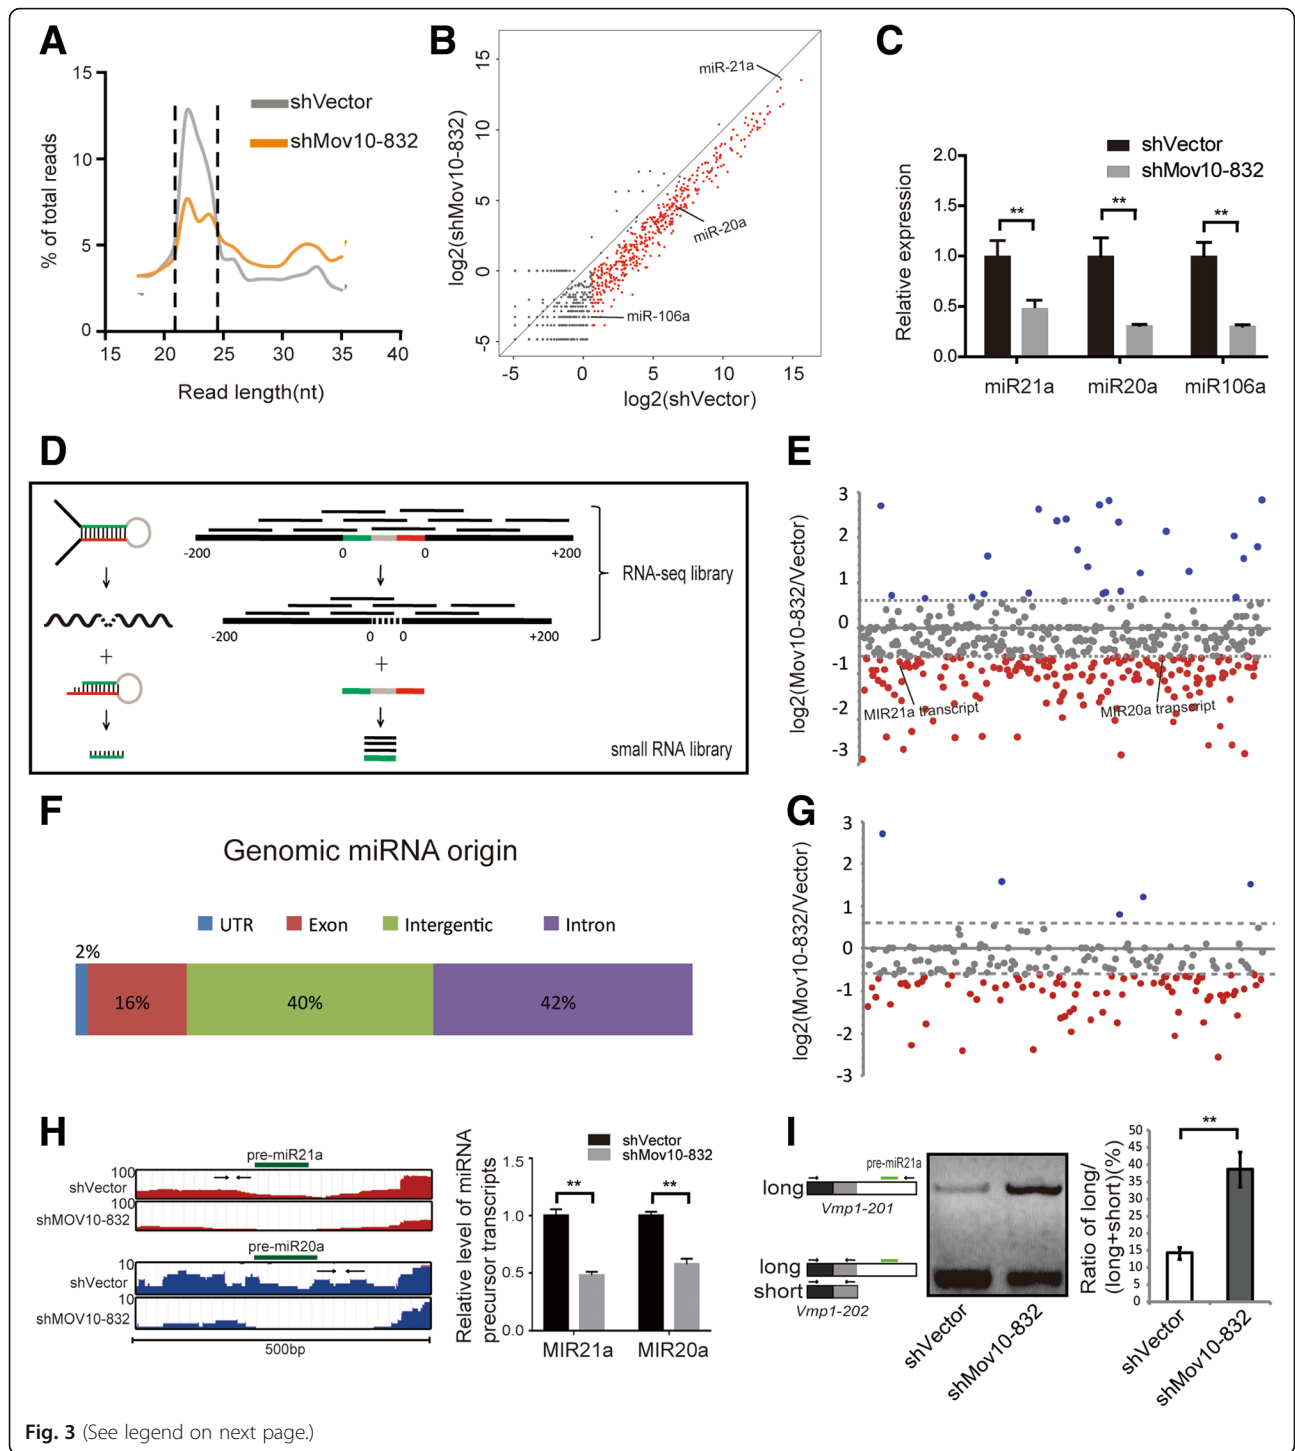 A
% of total reads
15
10
5
0
15 20 25 30 35 40
Read length(nt)
shVector
shMov10-832
B
log2(shMov10-832)
15
10
5
0
-5
-5 0 5 10 15
log2(shVector)
miR-21a
miR-20a
miR-106a
C
shVector
shMov10-832
Relative expression
2.0
1.5
1.0
0.5
0.0
** ** **
miR21a miR20a miR106a
D
-200 0 0 +200
RNA-seq library
-200 0 0 +200
+ +
small RNA library
E
log2(Mov10-832/Vector)
3
2
1
0
-1
-2
-3
MIR21a transcript
MIR20a transcript
F
Genomic miRNA origin
UTR Exon Intergentic Intron
2%
16% 40% 42%
G
log2(Mov10-832/Vector)
3
2
1
0
-1
-2
-3
H
pre-miR21a
100
shVector
100
shMOV10-832
pre-miR20a
10
shVector
10
shMOV10-832
500bp
shVector
shMov10-832
Relative level of miRNA
precursor transcripts
1.5
1.0
0.5
0.0
** **
MIR21a MIR20a
I
pre-miR21a
long
Vmp1-201
long
short
Vmp1-202
shVector
shMov10-832
Ratio of long/
(long+short)(%)
50
45
40
35
30
25
20
15
10
5
0
**
shVector
shMov10-832
Fig. 3 (See legend on next page.)